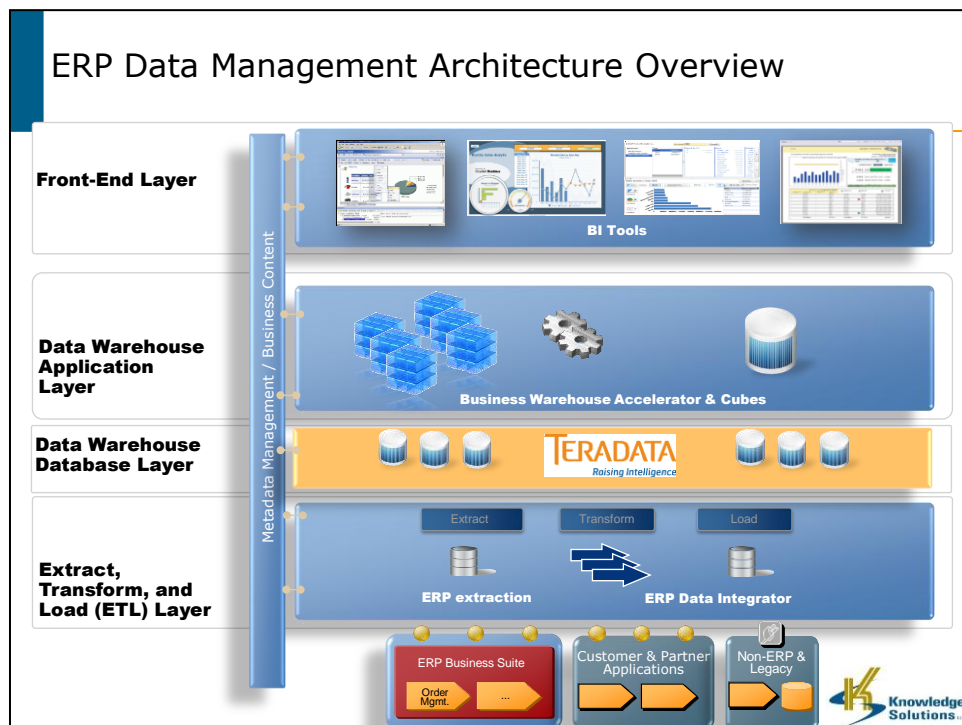 ERP Data Management Architecture Overview
Front-End Layer
BI Tools
Metadata Management / Business Content
Data Warehouse
Application
Layer
Business Warehouse Accelerator & Cubes
Data Warehouse
Database Layer
TERADATA
Raising Intelligence
Extract,
Transform, and
Load (ETL) Layer
Extract
Transform
Load
ERP extraction
ERP Data Integrator
ERP Business Suite
Order
Mgmt.
...
Customer & Partner
Applications
Non-ERP &
Legacy
Knowledge
Solutions